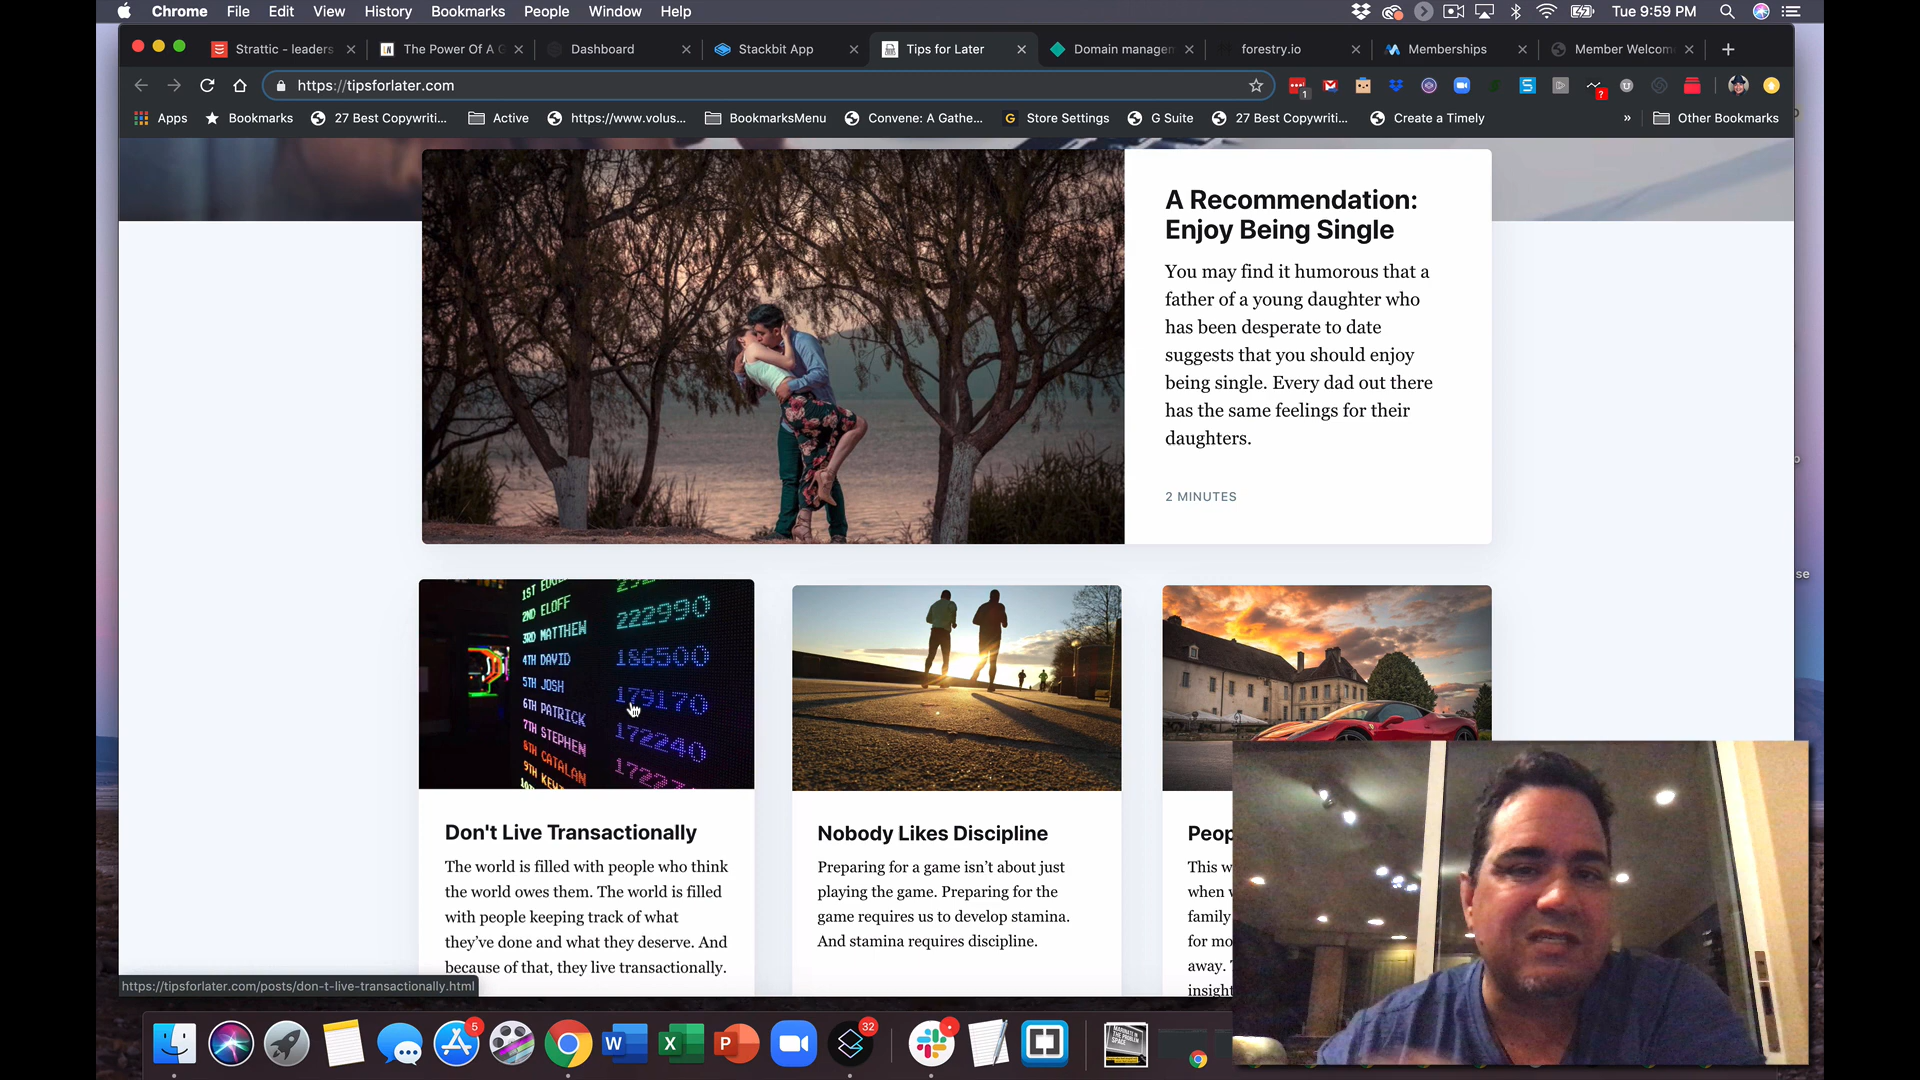 Chrome File Edit View History Bookmarks People Window Help
Tue 9:59 PM
Strattic - leaders
The Power Of A G
Dashboard
Stackbit App
Tips for Later
Domain managem
forestry.io
Memberships
Member Welcom
https://tipsforlater.com
Apps
Bookmarks
27 Best Copywriti...
Active
https://www.volus...
BookmarksMenu
Convene: A Gathe...
Store Settings
G Suite
27 Best Copywriti...
Create a Timely
»
Other Bookmarks
A Recommendation:
Enjoy Being Single
You may find it humorous that a
father of a young daughter who
has been desperate to date
suggests that you should enjoy
being single. Every dad out there
has the same feelings for their
daughters.
2 MINUTES
2ND ELOFF 222990
3RD MATTHEW
4TH DAVID 186500
5TH JOSH 179170
6TH PATRICK 172240
7TH STEPHEN
8TH CATALAN
Don't Live Transactionally
The world is filled with people who think
the world owes them. The world is filled
with people keeping track of what
they've done and what they deserve. And
because of that, they live transactionally.
Nobody Likes Discipline
Preparing for a game isn't about just
playing the game. Preparing for the
game requires us to develop stamina.
And stamina requires discipline.
Peop
This w
when w
family
for mo
away.
insight
https://tipsforlater.com/posts/don-t-live-transactionally.html
se
5
32